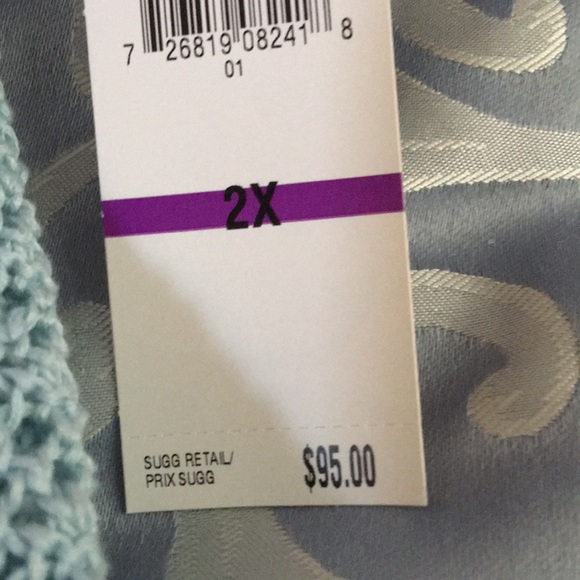 7 26819 08241 8
01
2X
SUGG RETAIL/ $95.00
PRIX SUGG